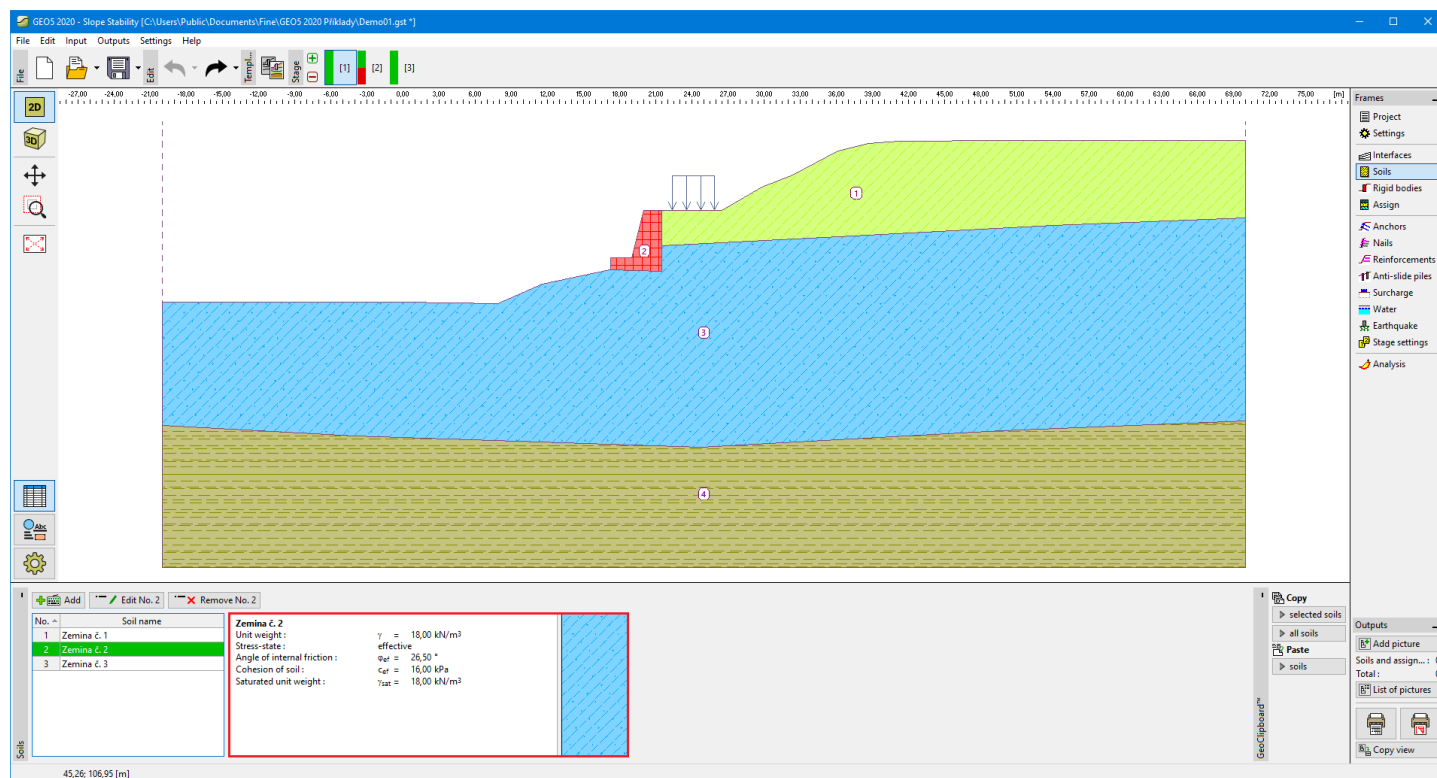 GEO5 2020 - Slope Stability [C:\Users\Public\Documents\Fine\GEO5 2020 Příklady\Demo01.gst *]
File Edit Input Outputs Settings Help
File Edit Templ... Stage [1] [2] [3]
-27,00 -24,00 -21,00 -18,00 -15,00 -12,00 -9,00 -6,00 -3,00 0,00 3,00 6,00 9,00 12,00 15,00 18,00 21,00 24,00 27,00 30,00 33,00 36,00 39,00 42,00 45,00 48,00 51,00 54,00 57,00 60,00 63,00 66,00 69,00 72,00 75,00 [m]
2D
3D
Abc
1
2
3
4
Frames
Project
Settings
Interfaces
Soils
Rigid bodies
Assign
Anchors
Nails
Reinforcements
Anti-slide piles
Surcharge
Water
Earthquake
Stage settings
Analysis
Outputs
Add picture
Soils and assign... :
Total :
List of pictures
Copy view
Soils
Add Edit No. 2 Remove No. 2
No. Soil name
1 Zemina č. 1
2 Zemina č. 2
3 Zemina č. 3
Zemina č. 2
Unit weight : γ = 18,00 kN/m³
Stress-state : effective
Angle of internal friction : φef = 26,50 °
Cohesion of soil : cef = 16,00 kPa
Saturated unit weight : γsat = 18,00 kN/m³
GeoClipboard™
Copy
selected soils
all soils
Paste
soils
45,26; 106,95 [m]